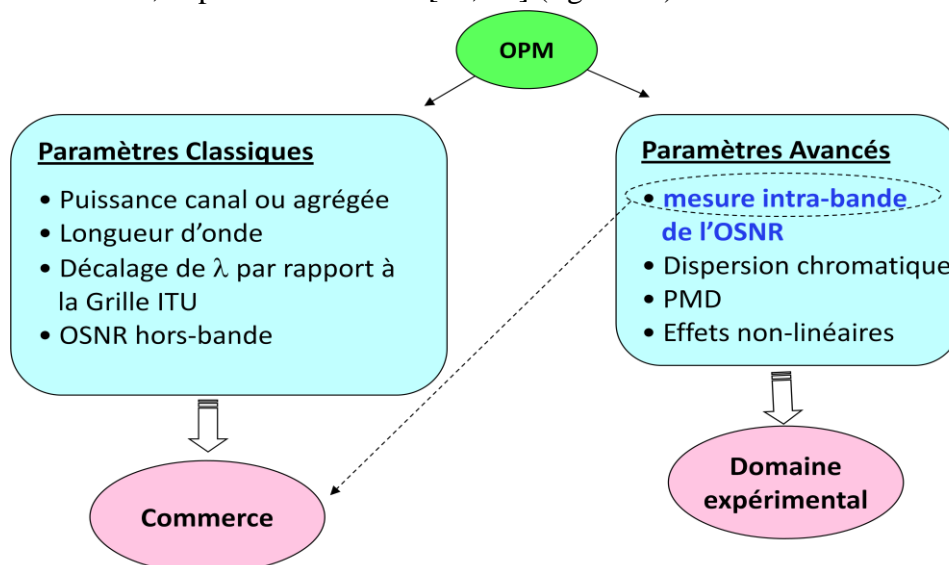 OPM
Paramètres Classiques
• Puissance canal ou agrégée
• Longueur d'onde
• Décalage de λ par rapport à
la Grille ITU
• OSNR hors-bande
Paramètres Avancés
• mesure intra-bande
de l'OSNR
• Dispersion chromatique
• PMD
• Effets non-linéaires
Commerce
Domaine
expérimental